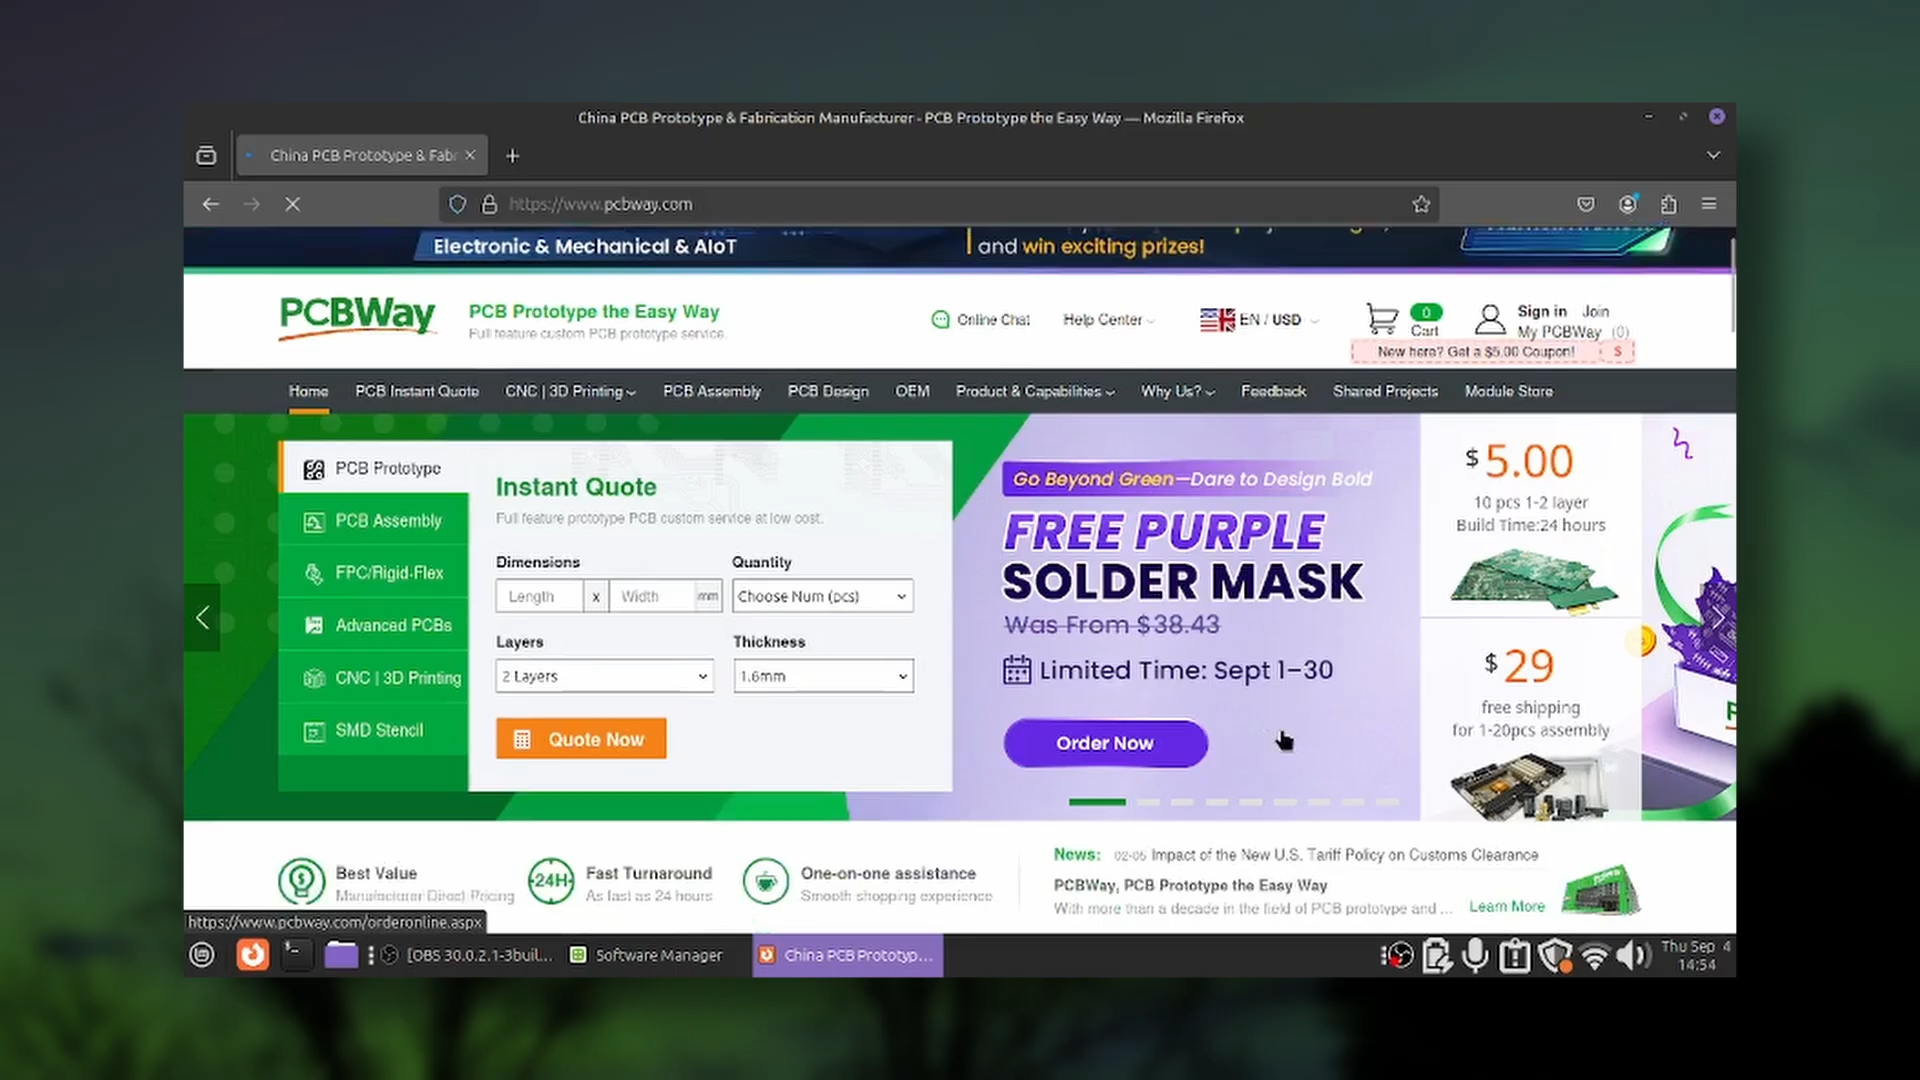 China PCB Prototype & Fabrication Manufacturer - PCB Prototype the Easy Way — Mozilla Firefox
China PCB Prototype & Fabr
https://www.pcbway.com
Electronic & Mechanical & AIoT
and win exciting prizes!
PCBWay
PCB Prototype the Easy Way
Full feature custom PCB prototype service.
Online Chat
Help Center
EN / USD
0
Cart
Sign in Join
My PCBWay (0)
New here? Get a $5.00 Coupon! $
Home PCB Instant Quote CNC | 3D Printing PCB Assembly PCB Design OEM Product & Capabilities Why Us? Feedback Shared Projects Module Store
PCB Prototype
PCB Assembly
FPC/Rigid-Flex
Advanced PCBs
CNC | 3D Printing
SMD Stencil
Instant Quote
Full feature prototype PCB custom service at low cost.
Dimensions
Quantity
Length x Width mm
Choose Num (pcs)
Layers
Thickness
2 Layers
1.6mm
Quote Now
Go Beyond Green—Dare to Design Bold
FREE PURPLE
SOLDER MASK
Was From $38.43
Limited Time: Sept 1–30
Order Now
$5.00
10 pcs 1-2 layer
Build Time:24 hours
$29
free shipping
for 1-20pcs assembly
Best Value
Manufacturer Direct Pricing
24H
Fast Turnaround
As fast as 24 hours
One-on-one assistance
Smooth shopping experience
News: 02-05 Impact of the New U.S. Tariff Policy on Customs Clearance
PCBWay, PCB Prototype the Easy Way
With more than a decade in the field of PCB prototype and ... Learn More
https://www.pcbway.com/orderonline.aspx
[OBS 30.0.2.1-3buil...
Software Manager
China PCB Prototyp...
Thu Sep 4
14:54